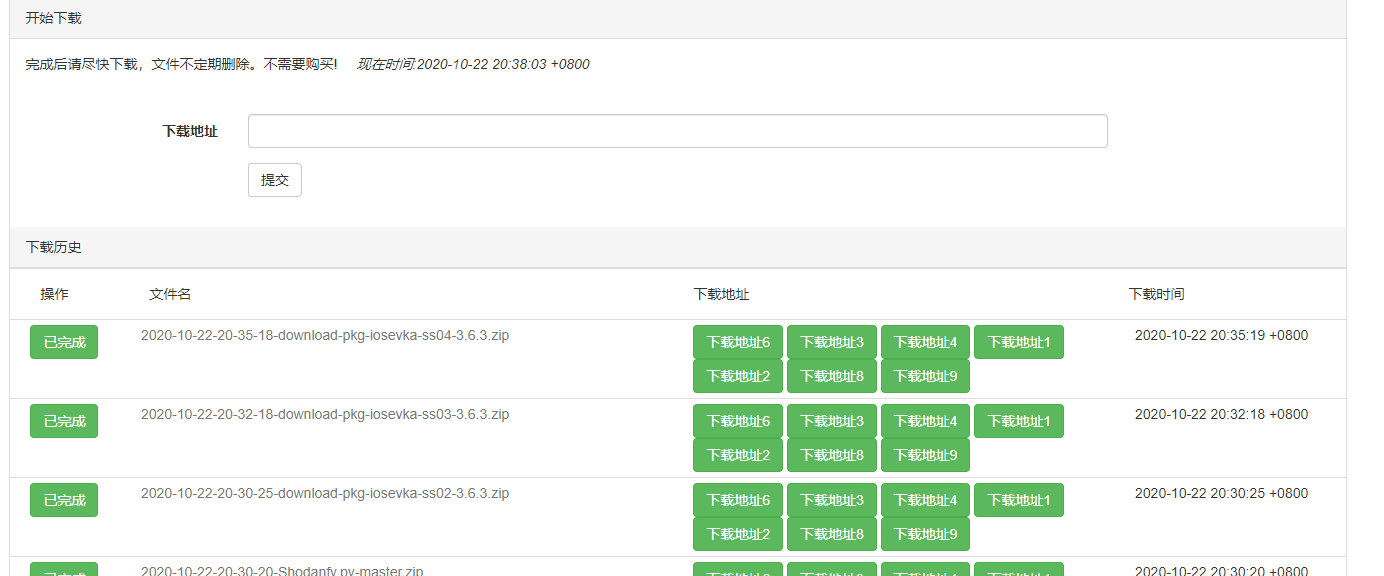 开始下载
完成后请尽快下载，文件不定期删除。不需要购买! 现在时间:2020-10-22 20:38:03 +0800
下载地址
提交
下载历史
操作 文件名 下载地址 下载时间
已完成 2020-10-22-20-35-18-download-pkg-iosevka-ss04-3.6.3.zip 下载地址6 下载地址3 下载地址4 下载地址1 2020-10-22 20:35:19 +0800
下载地址2 下载地址8 下载地址9
已完成 2020-10-22-20-32-18-download-pkg-iosevka-ss03-3.6.3.zip 下载地址6 下载地址3 下载地址4 下载地址1 2020-10-22 20:32:18 +0800
下载地址2 下载地址8 下载地址9
已完成 2020-10-22-20-30-25-download-pkg-iosevka-ss02-3.6.3.zip 下载地址6 下载地址3 下载地址4 下载地址1 2020-10-22 20:30:25 +0800
下载地址2 下载地址8 下载地址9
2020-10-22-20-30-20-Shodanfy.py-master.zip 2020-10-22 20:30:20 +0800